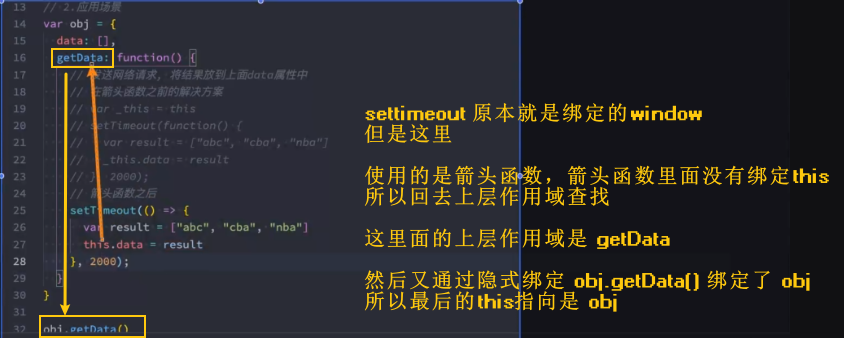 13 // 2.应用场景
14 var obj = {
15 data: [],
16 getData: function() {
17 // 发送网络请求, 将结果放到上面data属性中
18 // 在箭头函数之前的解决方案
19 // var _this = this
20 // setTimeout(function() {
21 // var result = ["abc", "cba", "nba"]
22 // _this.data = result
23 // }, 2000);
24 // 箭头函数之后
25 setTimeout(() => {
26 var result = ["abc", "cba", "nba"]
27 this.data = result
28 }, 2000);
29 }
30 }
31
32 obj.getData()
settimeout 原本就是绑定的window
但是这里
使用的是箭头函数，箭头函数里面没有绑定this
所以回去上层作用域查找
这里面的上层作用域是 getData
然后又通过隐式绑定 obj.getData() 绑定了 obj
所以最后的this指向是 obj